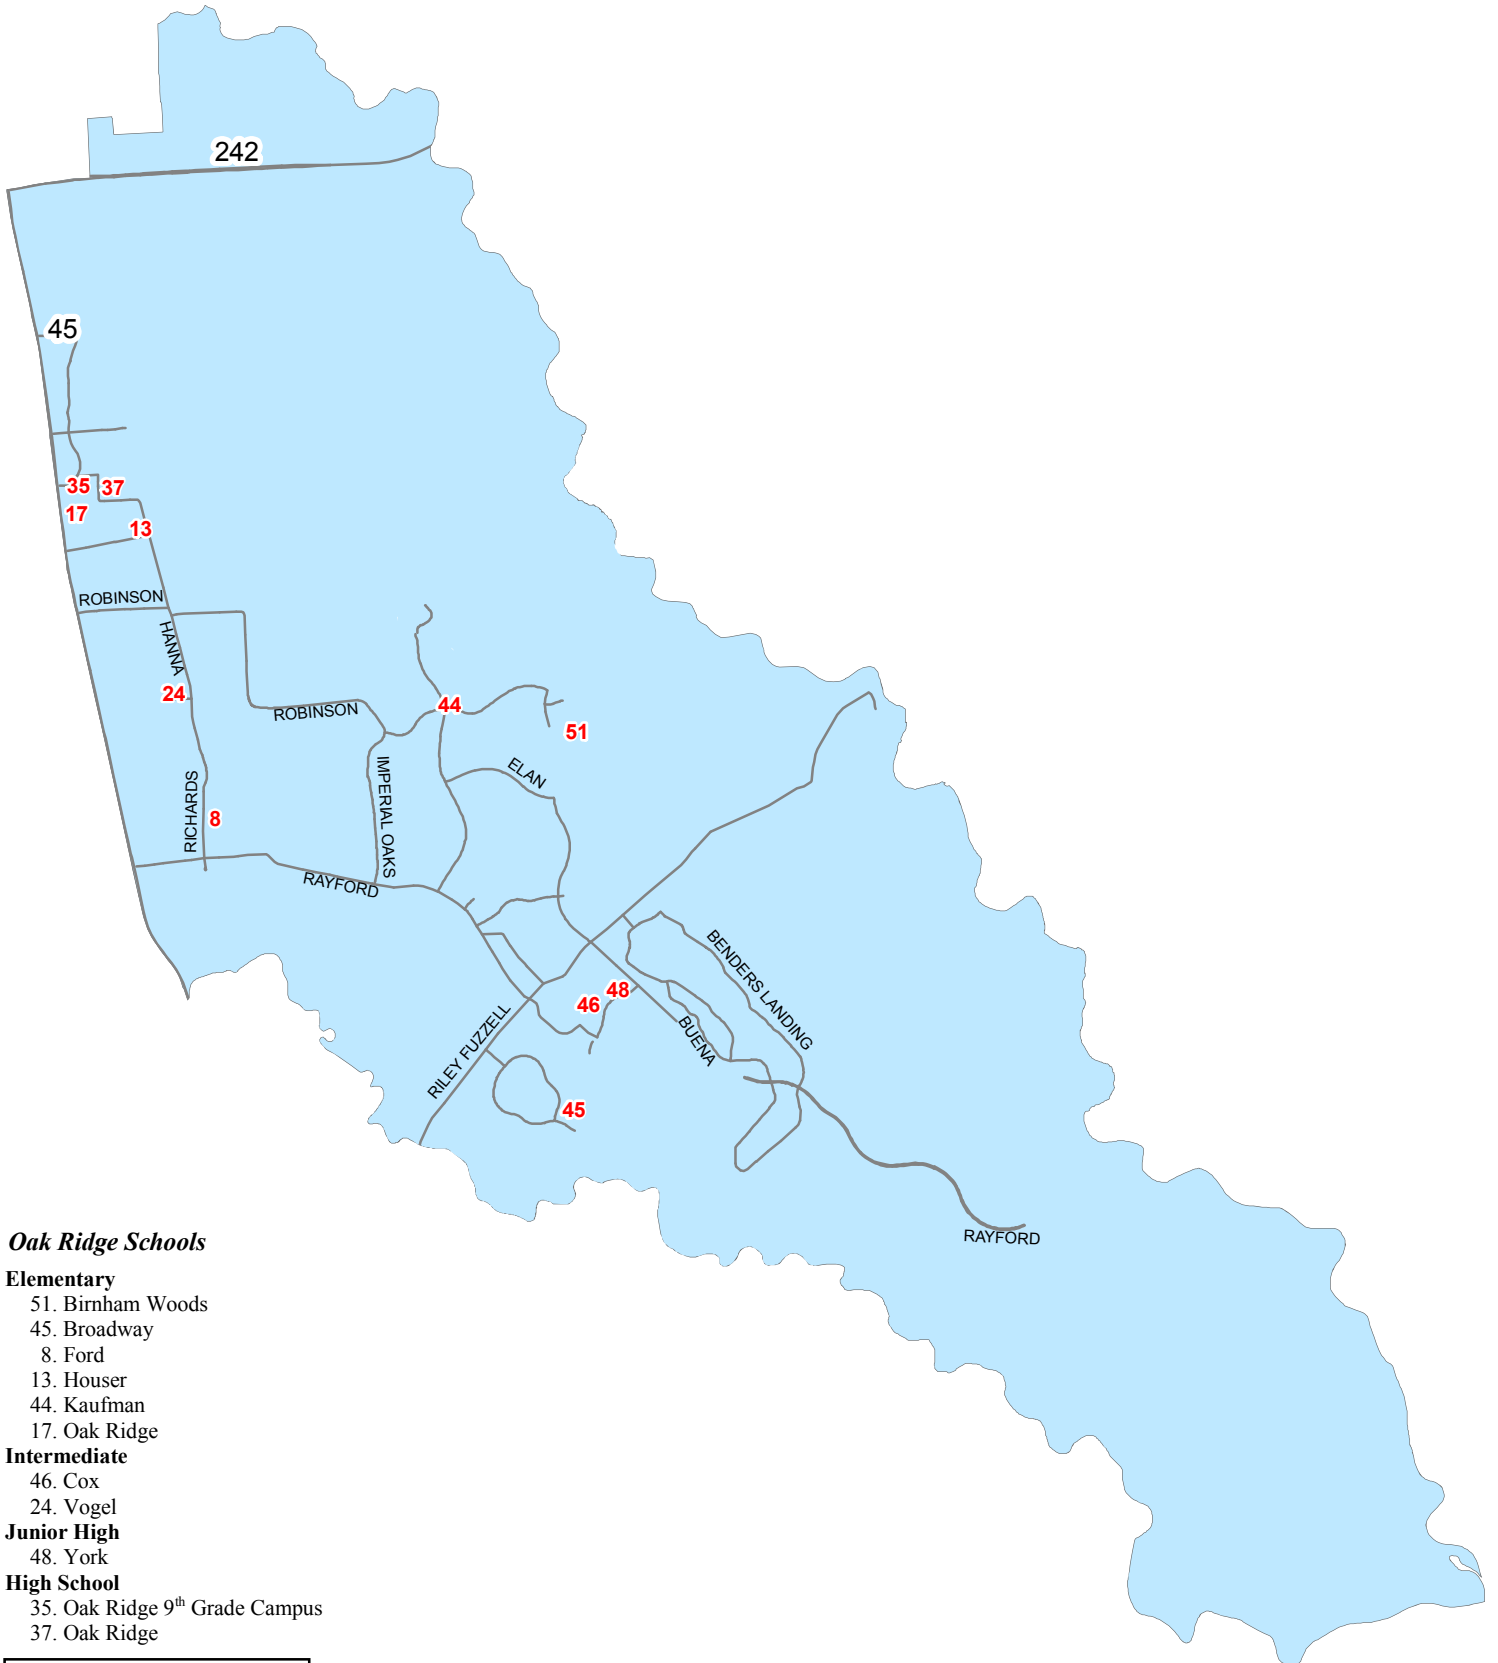 242
45
35
37
17
13
ROBINSON
HANNA
24
44
ROBINSON
51
ELAN
IMPERIAL OAKS
RICHARDS
8
RAYFORD
BENDERS LANDING
48
46
RILEY FUZZELL
BUENA
45
RAYFORD
Oak Ridge Schools
Elementary
51. Birnham Woods
45. Broadway
8. Ford
13. Houser
44. Kaufman
17. Oak Ridge
Intermediate
46. Cox
24. Vogel
Junior High
48. York
High School
35. Oak Ridge 9th Grade Campus
37. Oak Ridge